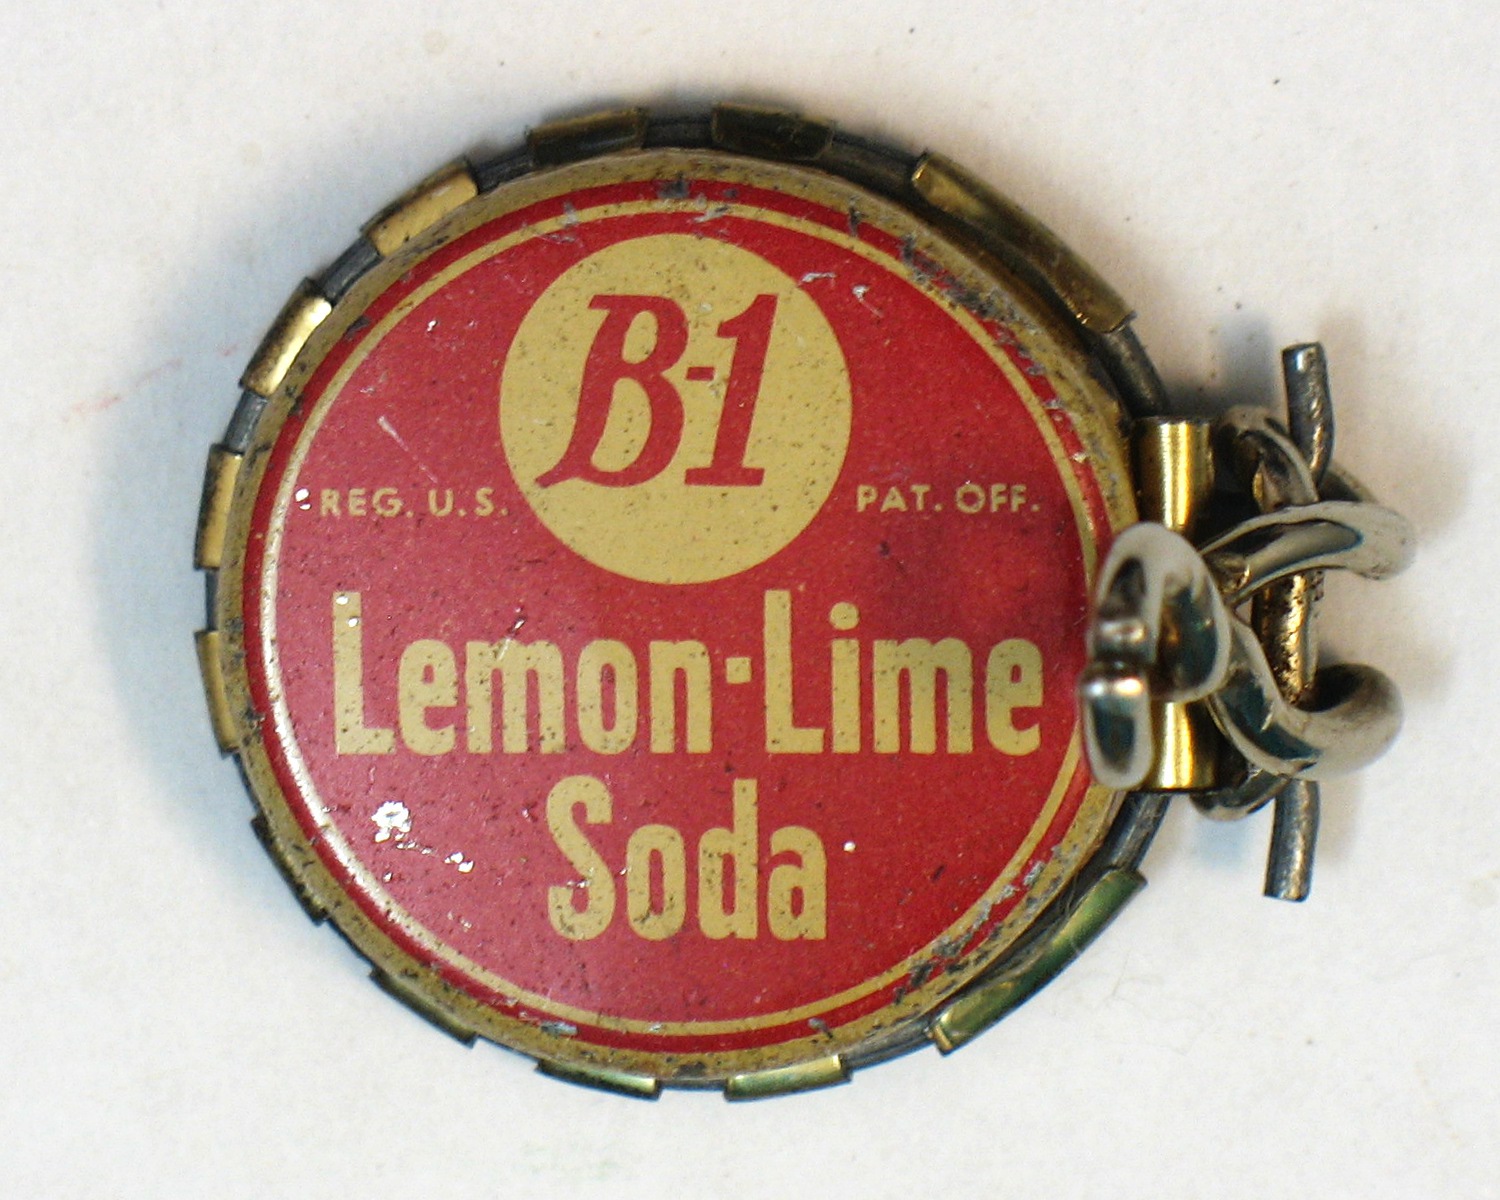 B-1
REG. U.S. PAT. OFF.
Lemon-Lime
Soda